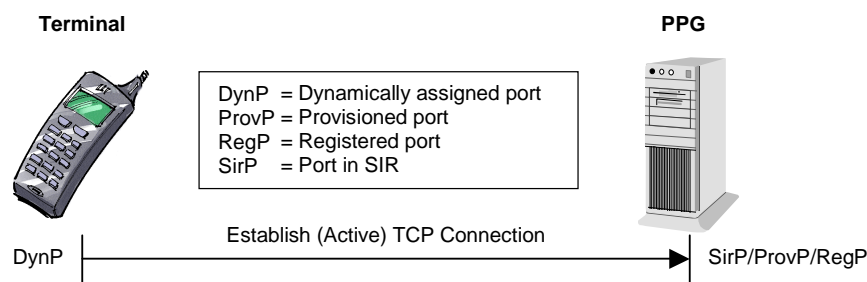 Terminal
PPG
DynP = Dynamically assigned port
ProvP = Provisioned port
RegP = Registered port
SirP = Port in SIR
Establish (Active) TCP Connection
DynP
SirP/ProvP/RegP